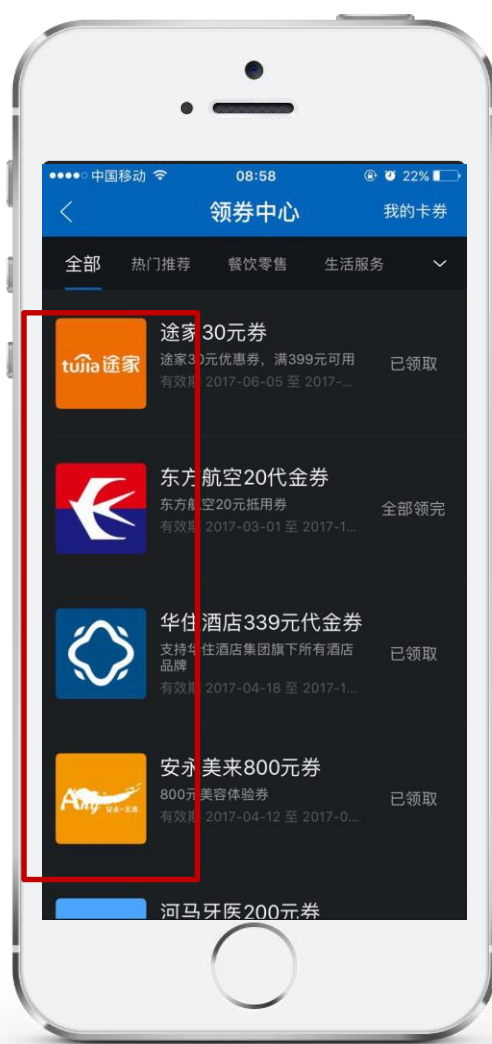 中国移动 08:58 22%
领券中心 我的卡券
全部 热门推荐 餐饮零售 生活服务
tujia途家
途家30元券
途家30元优惠券，满399元可用
有效期 2017-06-05 至 2017-...
已领取
东方航空20代金券
东方航空20元抵用券
有效期 2017-03-01 至 2017-1...
全部领完
华住酒店339元代金券
支持华住酒店集团旗下所有酒店
品牌
有效期 2017-04-18 至 2017-1...
已领取
安永美来800元券
800元美容体验券
有效期 2017-04-12 至 2017-0...
已领取
河马牙医200元券